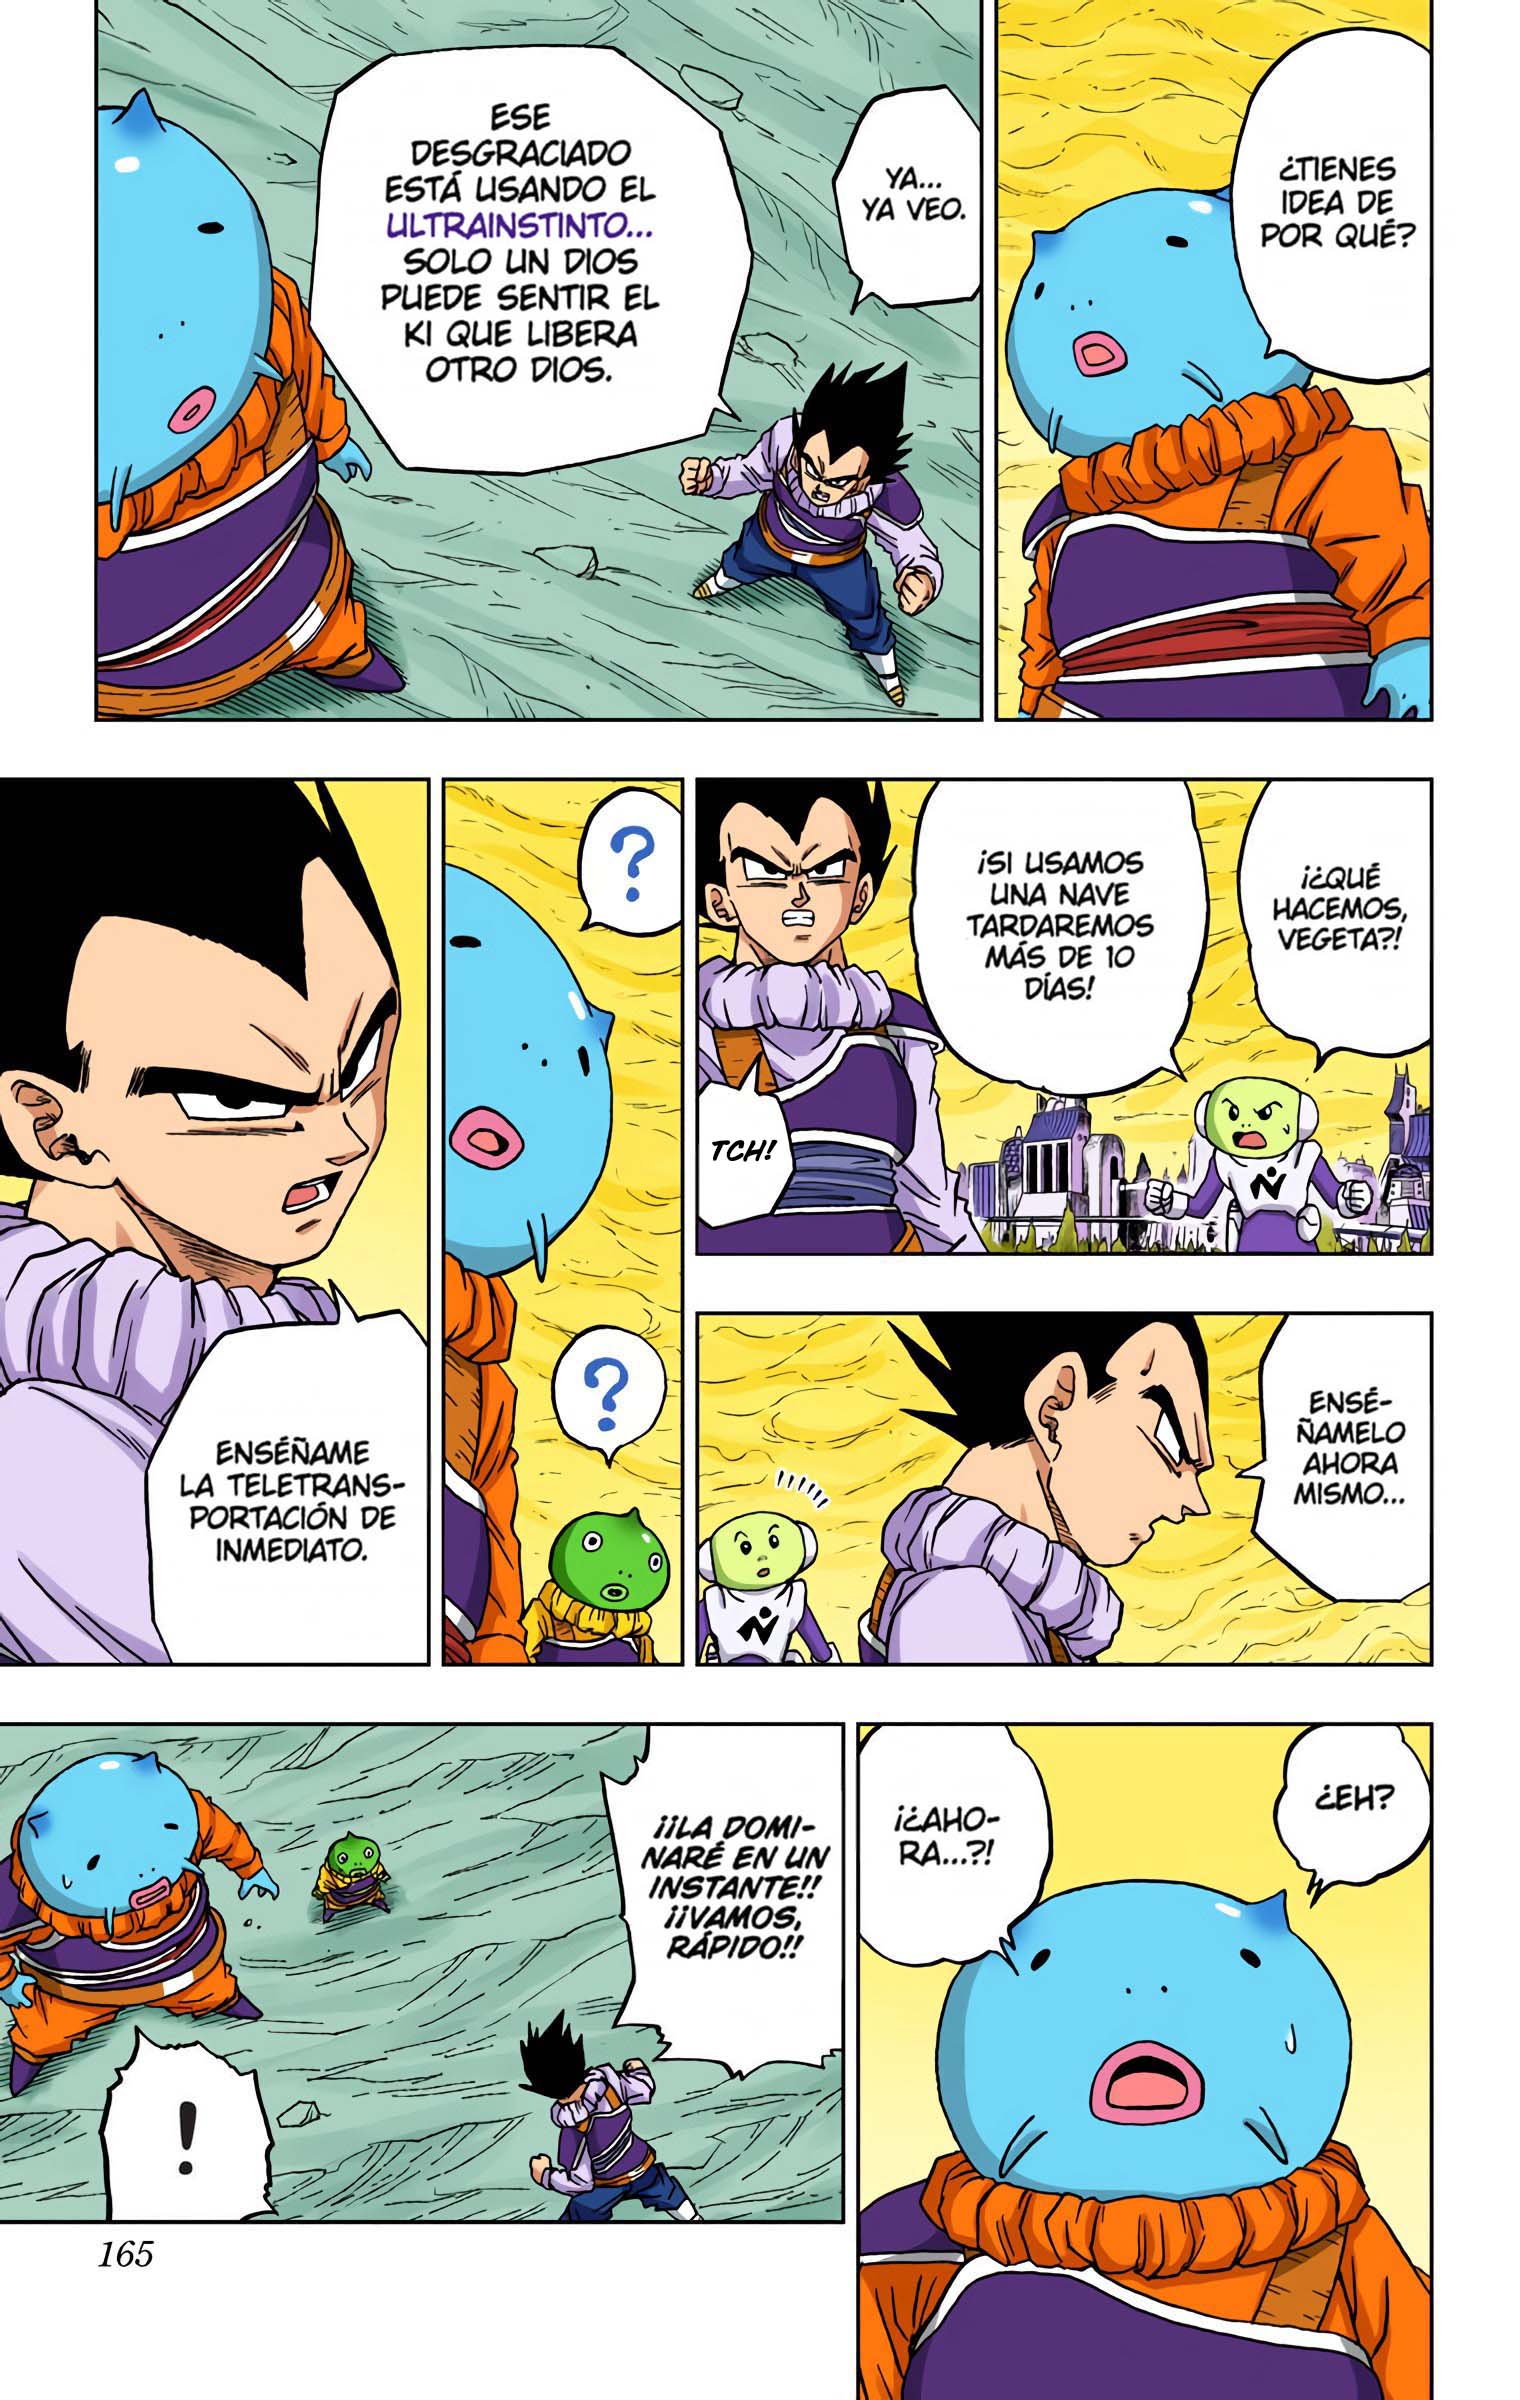 ¿TIENES
IDEA DE
POR QUÉ?
YA...
YA VEO.
ESE
DESGRACIADO
ESTÁ USANDO EL
ULTRAINSTINTO...
SOLO UN DIOS
PUEDE SENTIR EL
KI QUE LIBERA
OTRO DIOS.
¡¿QUÉ
HACEMOS,
VEGETA?!
¡SI USAMOS
UNA NAVE
TARDAREMOS
MÁS DE 10
DÍAS!
TCH!
ENSÉ-
ÑAMELO
AHORA
MISMO...
?
?
ENSÉÑAME
LA TELETRANS-
PORTACIÓN DE
INMEDIATO.
¿EH?
¡¿AHO-
RA...?!
¡¡LA DOMI-
NARÉ EN UN
INSTANTE!!
¡¡VAMOS,
RÁPIDO!!
!
165